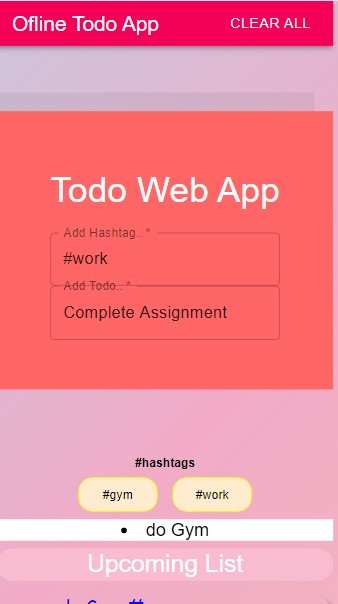 Ofline Todo App
CLEAR ALL
Todo Web App
Add Hashtag.. *
#work
Add Todo.. *
Complete Assignment
#hashtags
#gym
#work
do Gym
Upcoming List